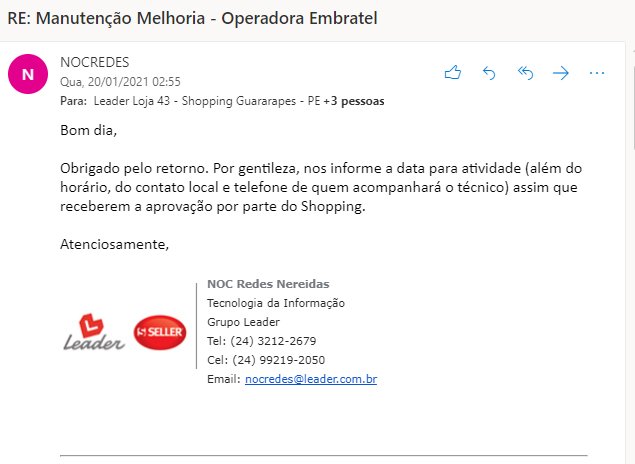 RE: Manutenção Melhoria - Operadora Embratel
N
NOCREDES
Qua, 20/01/2021 02:55
Para: Leader Loja 43 - Shopping Guararapes - PE +3 pessoas
Bom dia,
Obrigado pelo retorno. Por gentileza, nos informe a data para atividade (além do
horário, do contato local e telefone de quem acompanhará o técnico) assim que
receberem a aprovação por parte do Shopping.
Atenciosamente,
Leader
SELLER
NOC Redes Nereidas
Tecnologia da Informação
Grupo Leader
Tel: (24) 3212-2679
Cel: (24) 99219-2050
Email: nocredes@leader.com.br